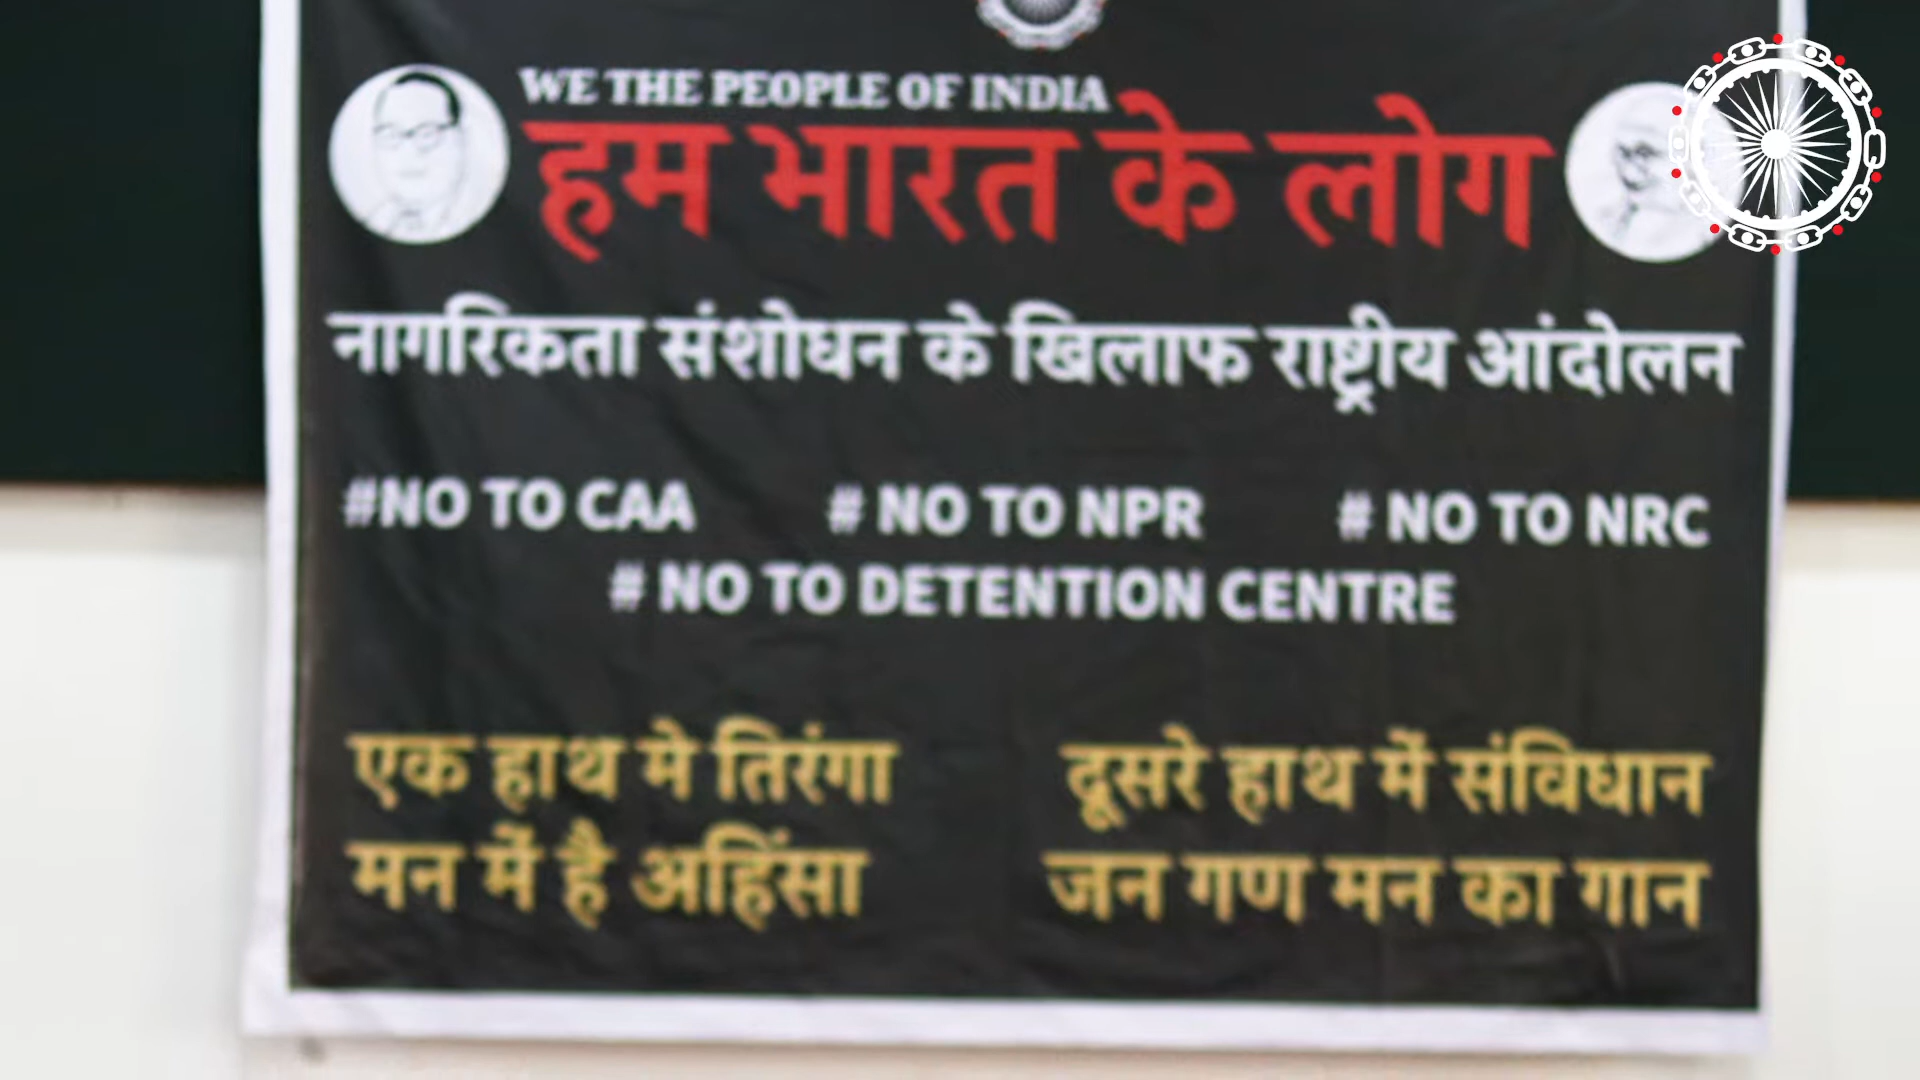 WE THE PEOPLE OF INDIA
हम भारत के लोग
नागरिकता संशोधन के खिलाफ राष्ट्रीय आंदोलन
#NO TO CAA # NO TO NPR # NO TO NRC
# NO TO DETENTION CENTRE
एक हाथ मे तिरंगा दूसरे हाथ में संविधान
मन में है अहिंसा जन गण मन का गान